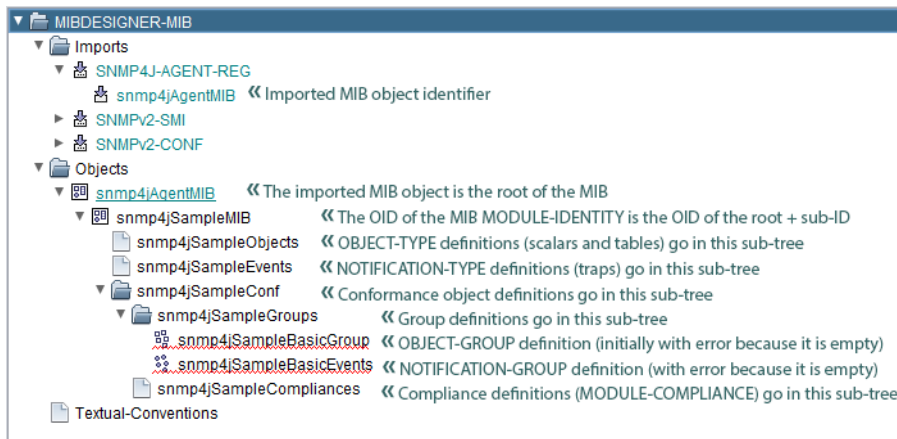 MIBDESIGNER-MIB
Imports
SNMP4J-AGENT-REG
snmp4jAgentMIB « Imported MIB object identifier
SNMPv2-SMI
SNMPv2-CONF
Objects
snmp4jAgentMIB « The imported MIB object is the root of the MIB
snmp4jSampleMIB « The OID of the MIB MODULE-IDENTITY is the OID of the root + sub-ID
snmp4jSampleObjects « OBJECT-TYPE definitions (scalars and tables) go in this sub-tree
snmp4jSampleEvents « NOTIFICATION-TYPE definitions (traps) go in this sub-tree
snmp4jSampleConf « Conformance object definitions go in this sub-tree
snmp4jSampleGroups « Group definitions go in this sub-tree
snmp4jSampleBasicGroup « OBJECT-GROUP definition (initially with error because it is empty)
snmp4jSampleBasicEvents « NOTIFICATION-GROUP definition (with error because it is empty)
snmp4jSampleCompliances « Compliance definitions (MODULE-COMPLIANCE) go in this sub-tree
Textual-Conventions